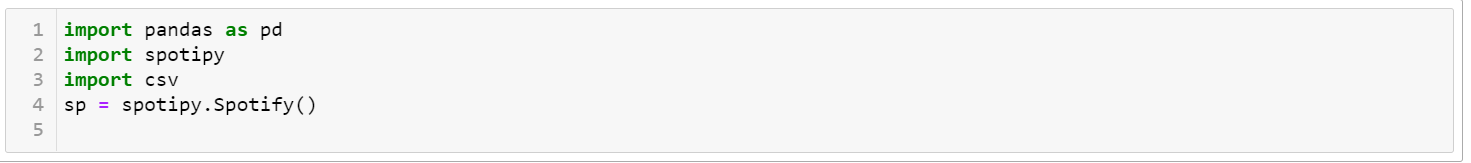 1 import pandas as pd
2 import spotipy
3 import csv
4 sp = spotipy.Spotify()
5